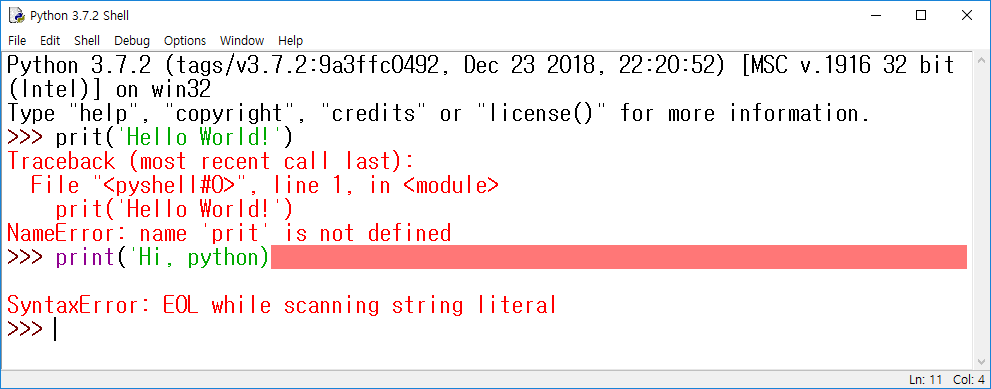 Python 3.7.2 Shell
File Edit Shell Debug Options Window Help
Python 3.7.2 (tags/v3.7.2:9a3ffc0492, Dec 23 2018, 22:20:52) [MSC v.1916 32 bit
(Intel)] on win32
Type "help", "copyright", "credits" or "license()" for more information.
>>> prit('Hello World!')
Traceback (most recent call last):
  File "<pyshell#0>", line 1, in <module>
    prit('Hello World!')
NameError: name 'prit' is not defined
>>> print('Hi, python)
SyntaxError: EOL while scanning string literal
>>>
Ln: 11 Col: 4